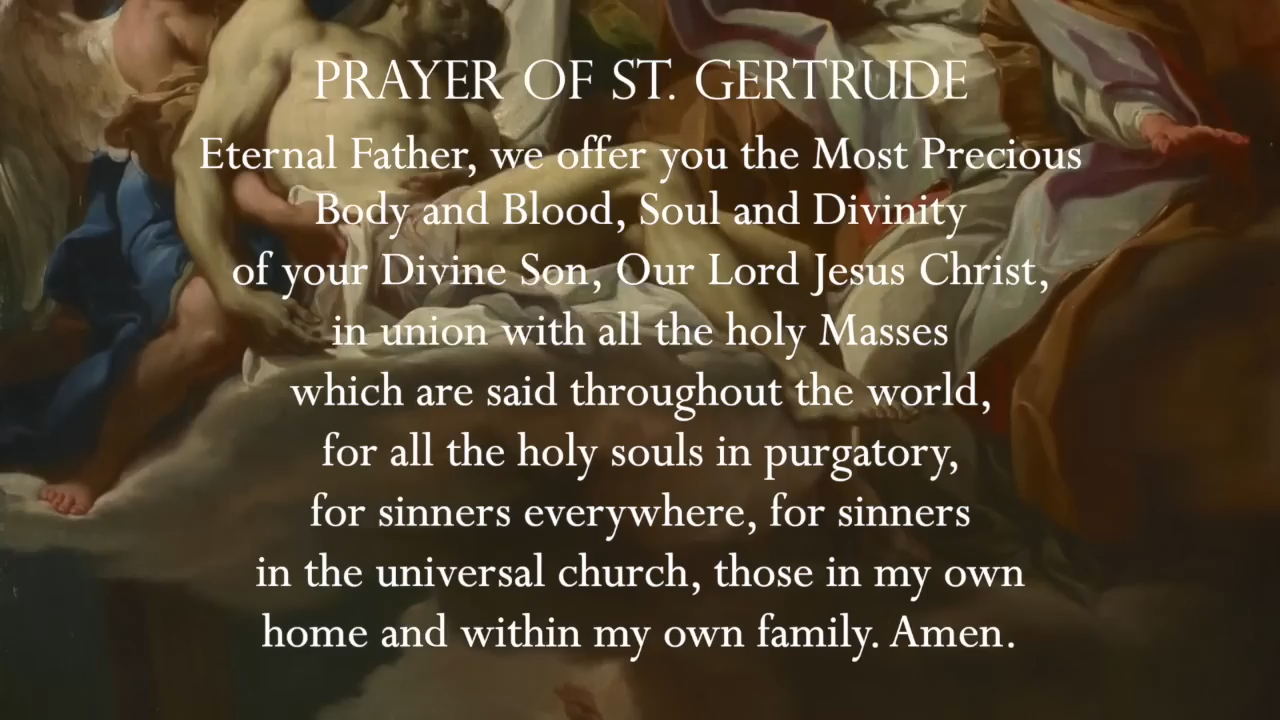 PRAYER OF ST. GERTRUDE
Eternal Father, we offer you the Most Precious
Body and Blood, Soul and Divinity
of your Divine Son, Our Lord Jesus Christ,
in union with all the holy Masses
which are said throughout the world,
for all the holy souls in purgatory,
for sinners everywhere, for sinners
in the universal church, those in my own
home and within my own family. Amen.